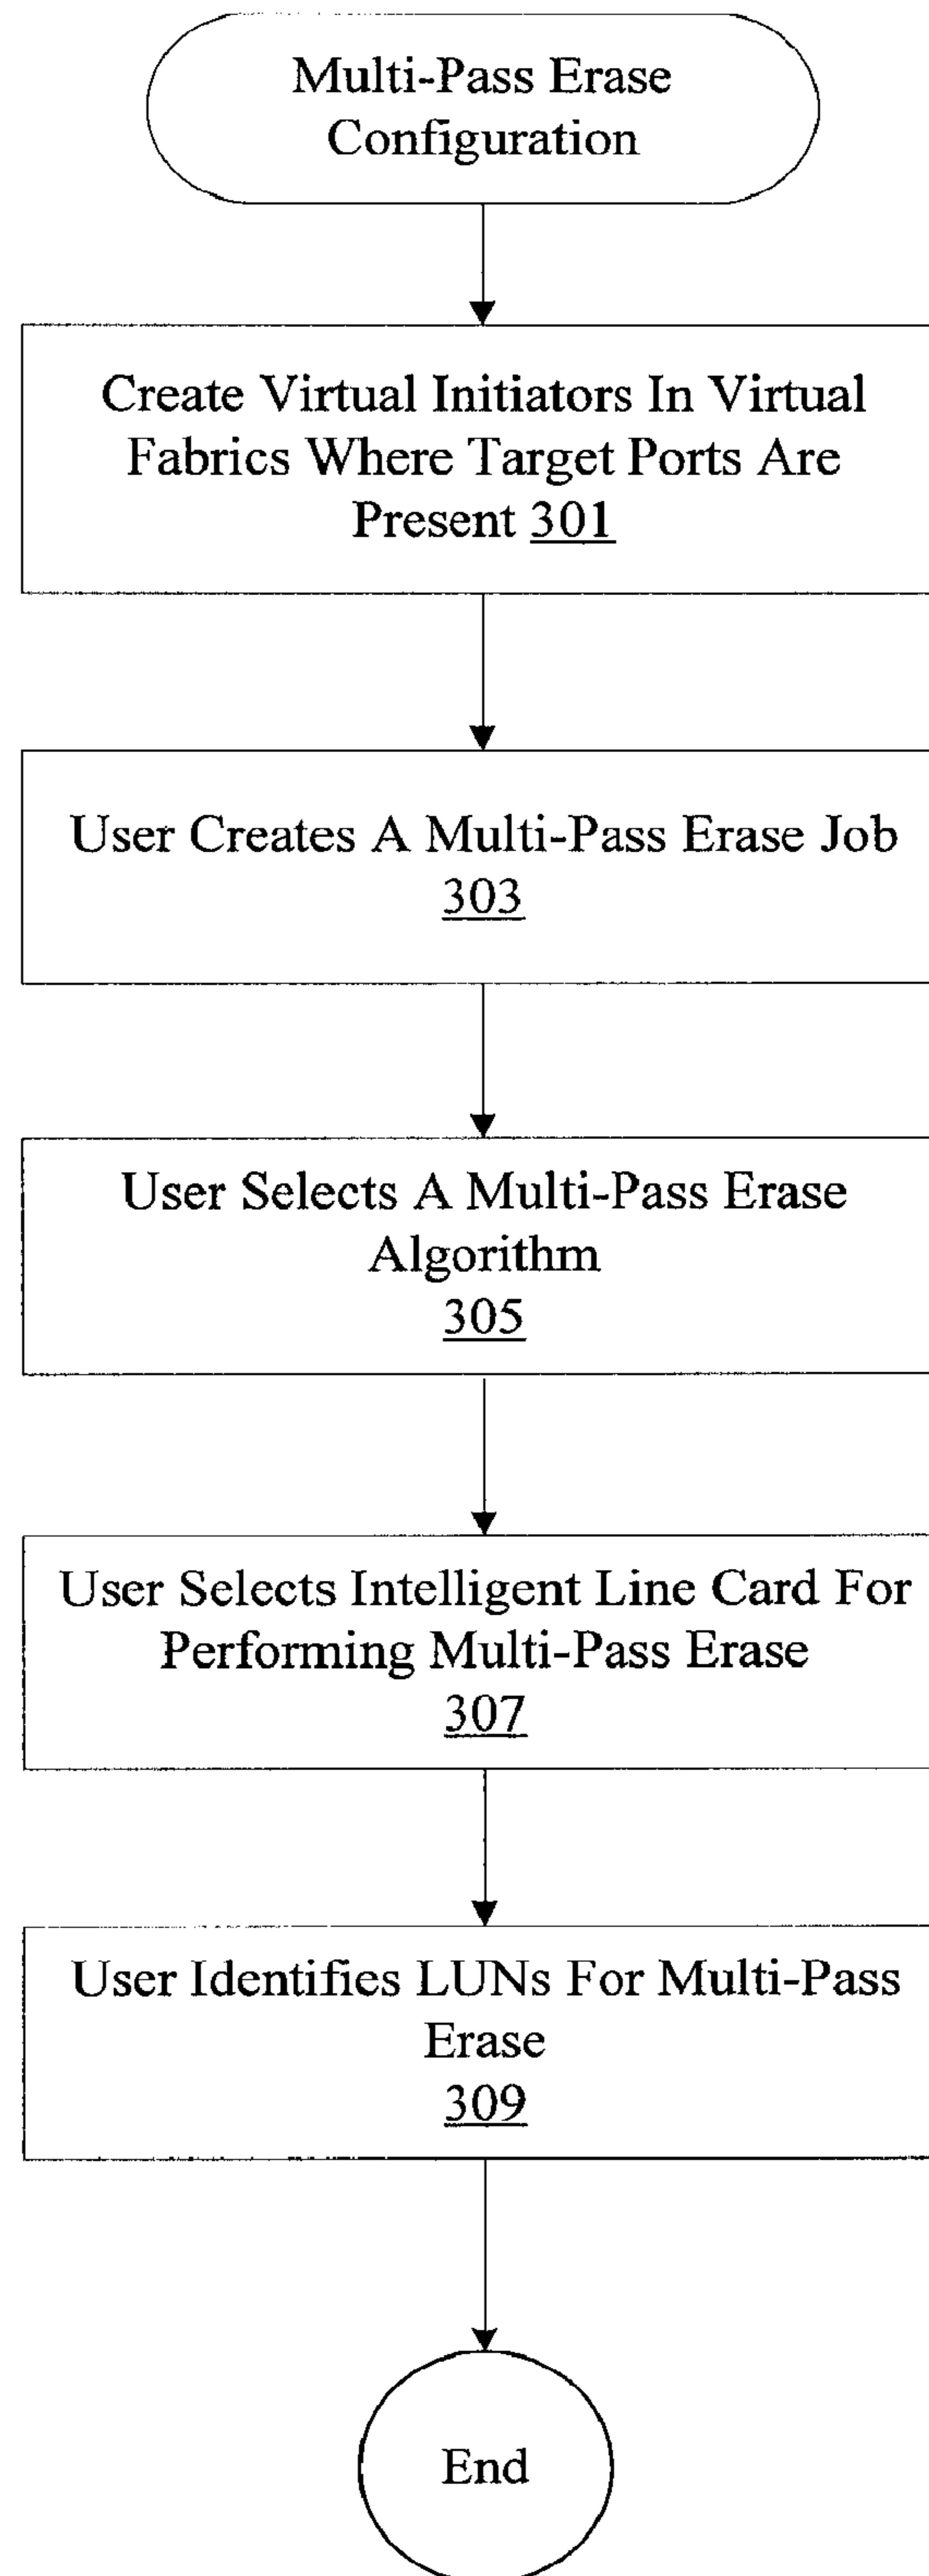 Multi-Pass Erase
Configuration
Create Virtual Initiators In Virtual
Fabrics Where Target Ports Are
Present 301
User Creates A Multi-Pass Erase Job
303
User Selects A Multi-Pass Erase
Algorithm
305
User Selects Intelligent Line Card For
Performing Multi-Pass Erase
307
User Identifies LUNs For Multi-Pass
Erase
309
End